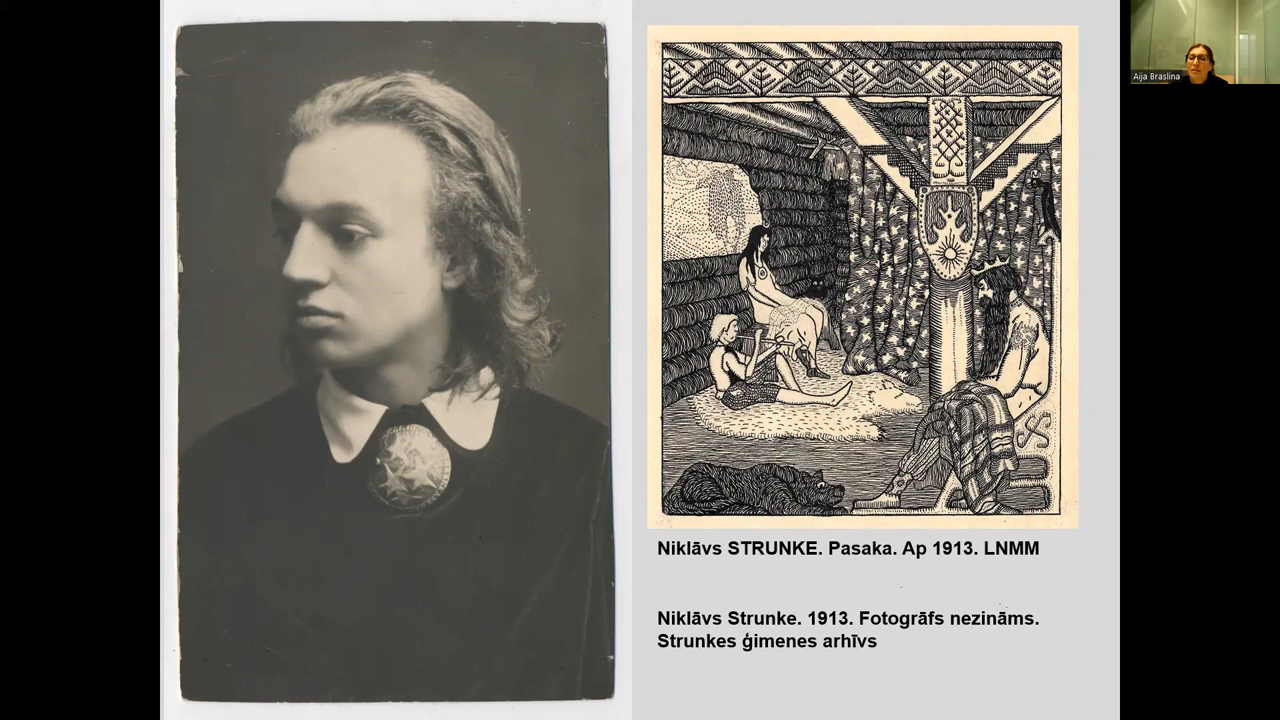 Aija Braslina
Niklāvs STRUNKE. Pasaka. Ap 1913. LNMM
Niklāvs Strunke. 1913. Fotogrāfs nezināms.
Strunkes ģimenes arhīvs